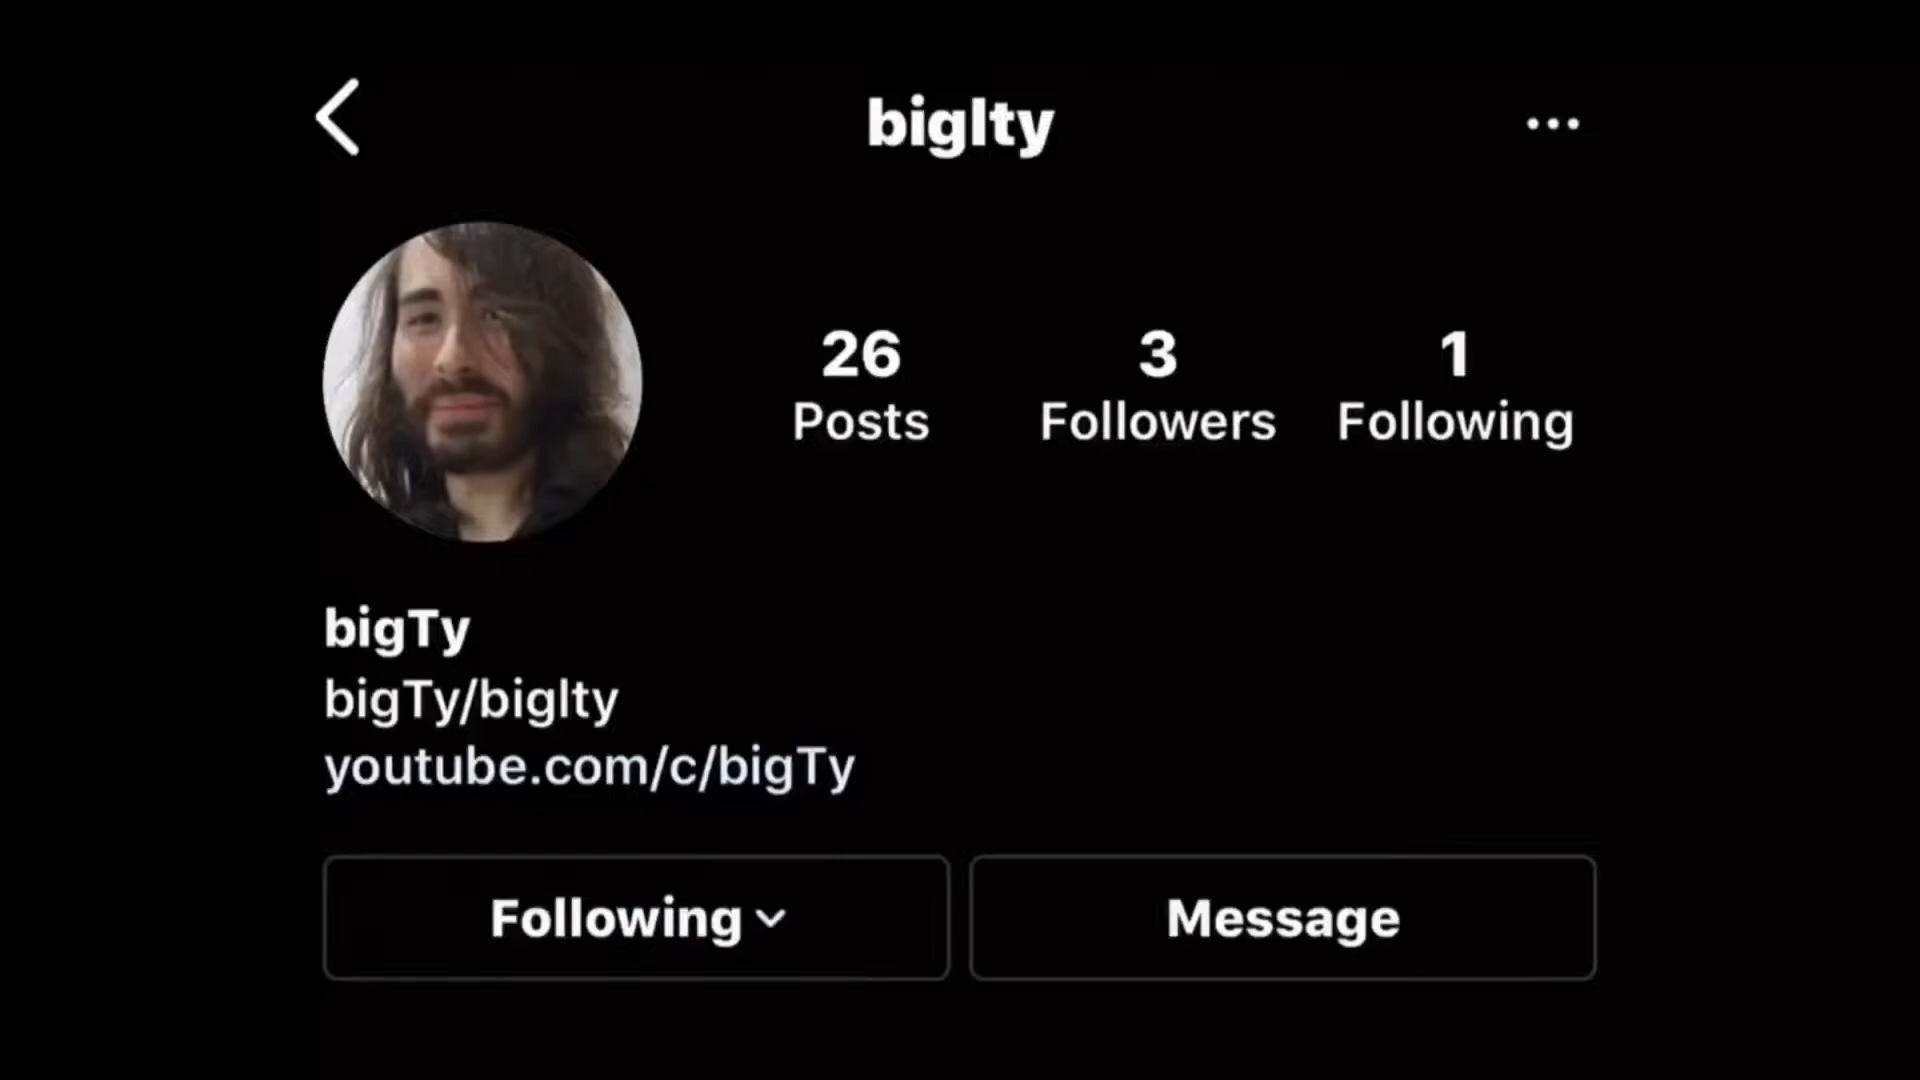 biglty
26 3 1
Posts Followers Following
bigTy
bigTy/biglty
youtube.com/c/bigTy
Following Message